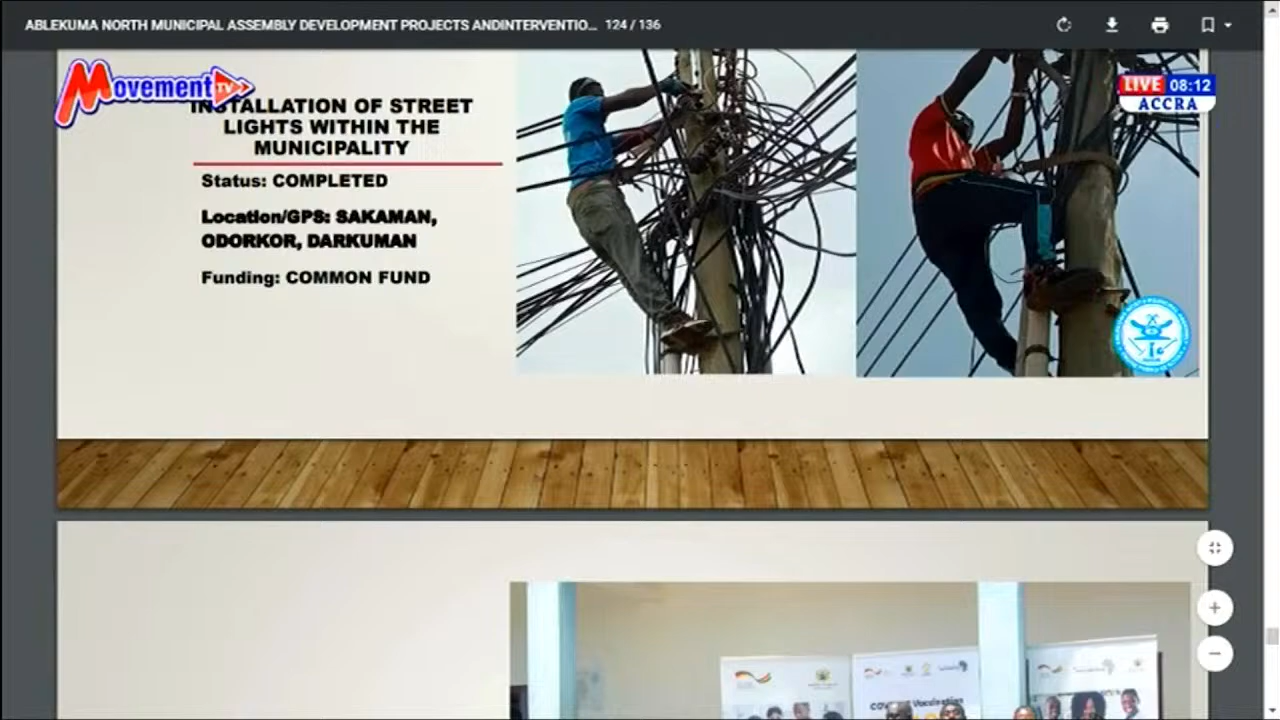 ABLEKUMA NORTH MUNICIPAL ASSEMBLY DEVELOPMENT PROJECTS ANDINTERVENTIO... 124 / 136
Movement TV
LIVE 08:12
ACCRA
INSTALLATION OF STREET
LIGHTS WITHIN THE
MUNICIPALITY
Status: COMPLETED
Location/GPS: SAKAMAN,
ODORKOR, DARKUMAN
Funding: COMMON FUND
Vaccination